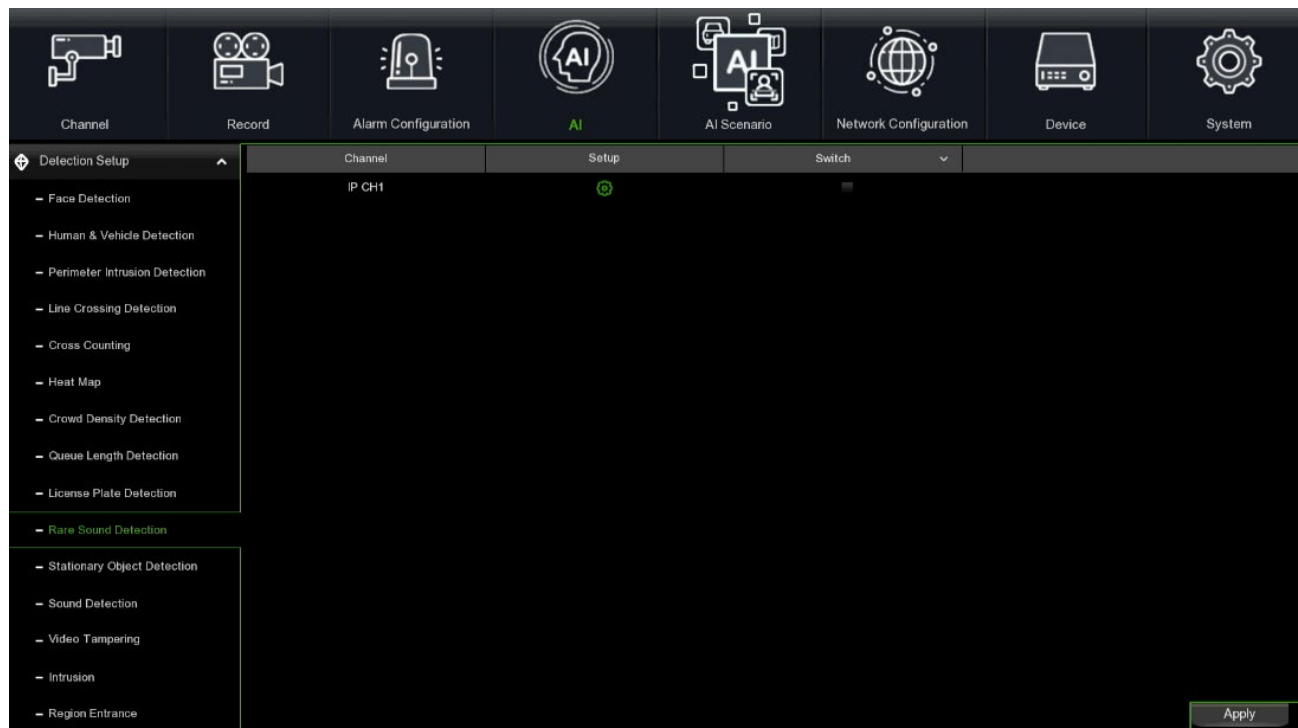 AI
AI
Channel Record Alarm Configuration AI AI Scenario Network Configuration Device System
Detection Setup Channel Setup Switch
IP CH1
– Face Detection
– Human & Vehicle Detection
– Perimeter Intrusion Detection
– Line Crossing Detection
– Cross Counting
– Heat Map
– Crowd Density Detection
– Queue Length Detection
– License Plate Detection
– Rare Sound Detection
– Stationary Object Detection
– Sound Detection
– Video Tampering
– Intrusion
– Region Entrance
Apply